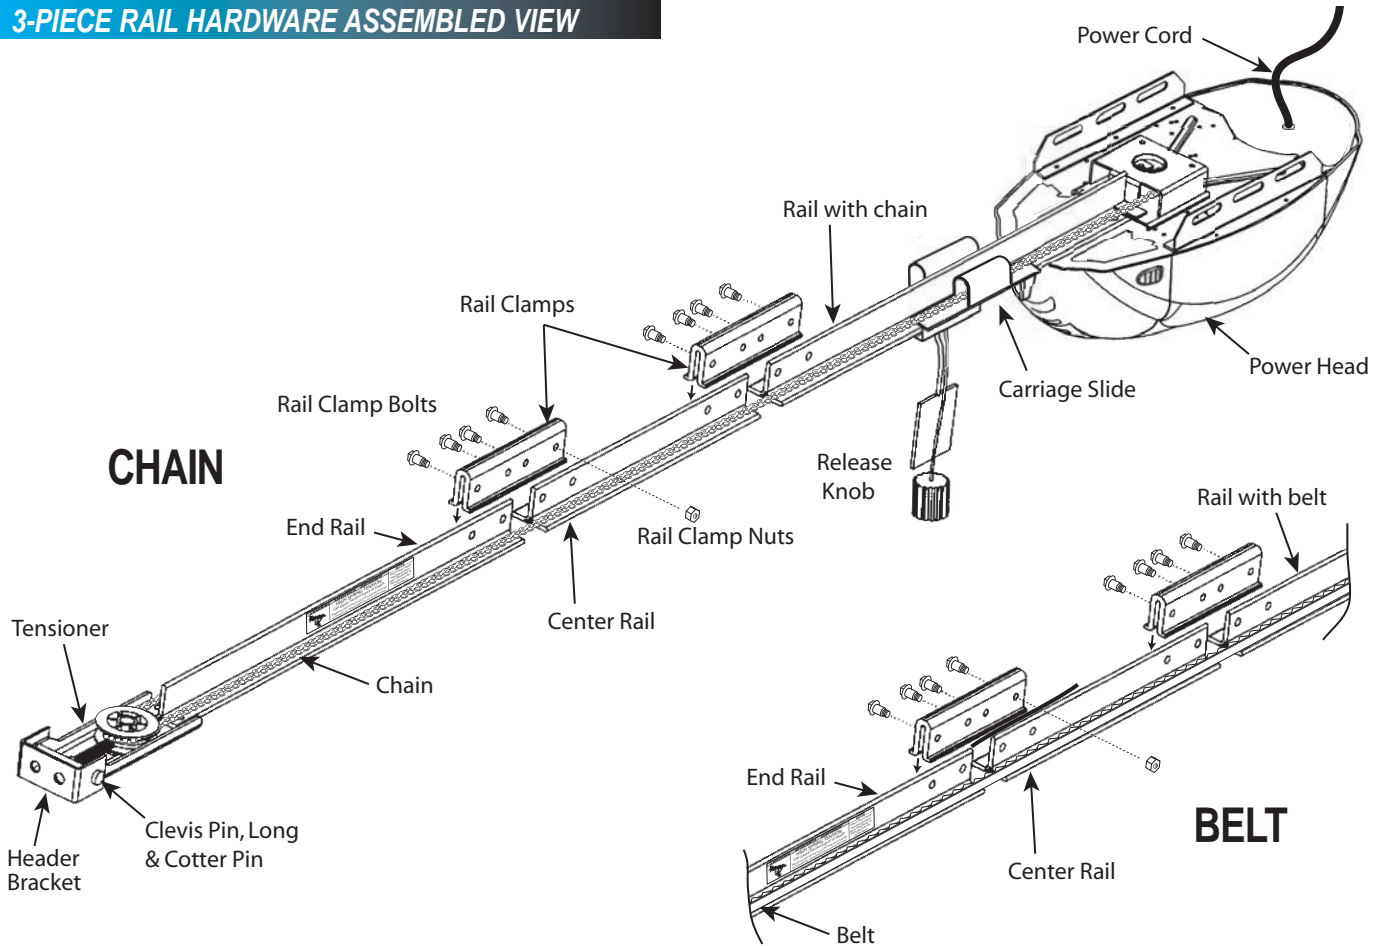 3-PIECE RAIL HARDWARE ASSEMBLED VIEW
Power Cord
Rail with chain
Rail Clamps
Power Head
Carriage Slide
Rail Clamp Bolts
CHAIN
Release
Knob
Rail with belt
End Rail
Rail Clamp Nuts
Center Rail
Tensioner
Chain
End Rail
BELT
Clevis Pin, Long
& Cotter Pin
Header
Bracket
Center Rail
Belt